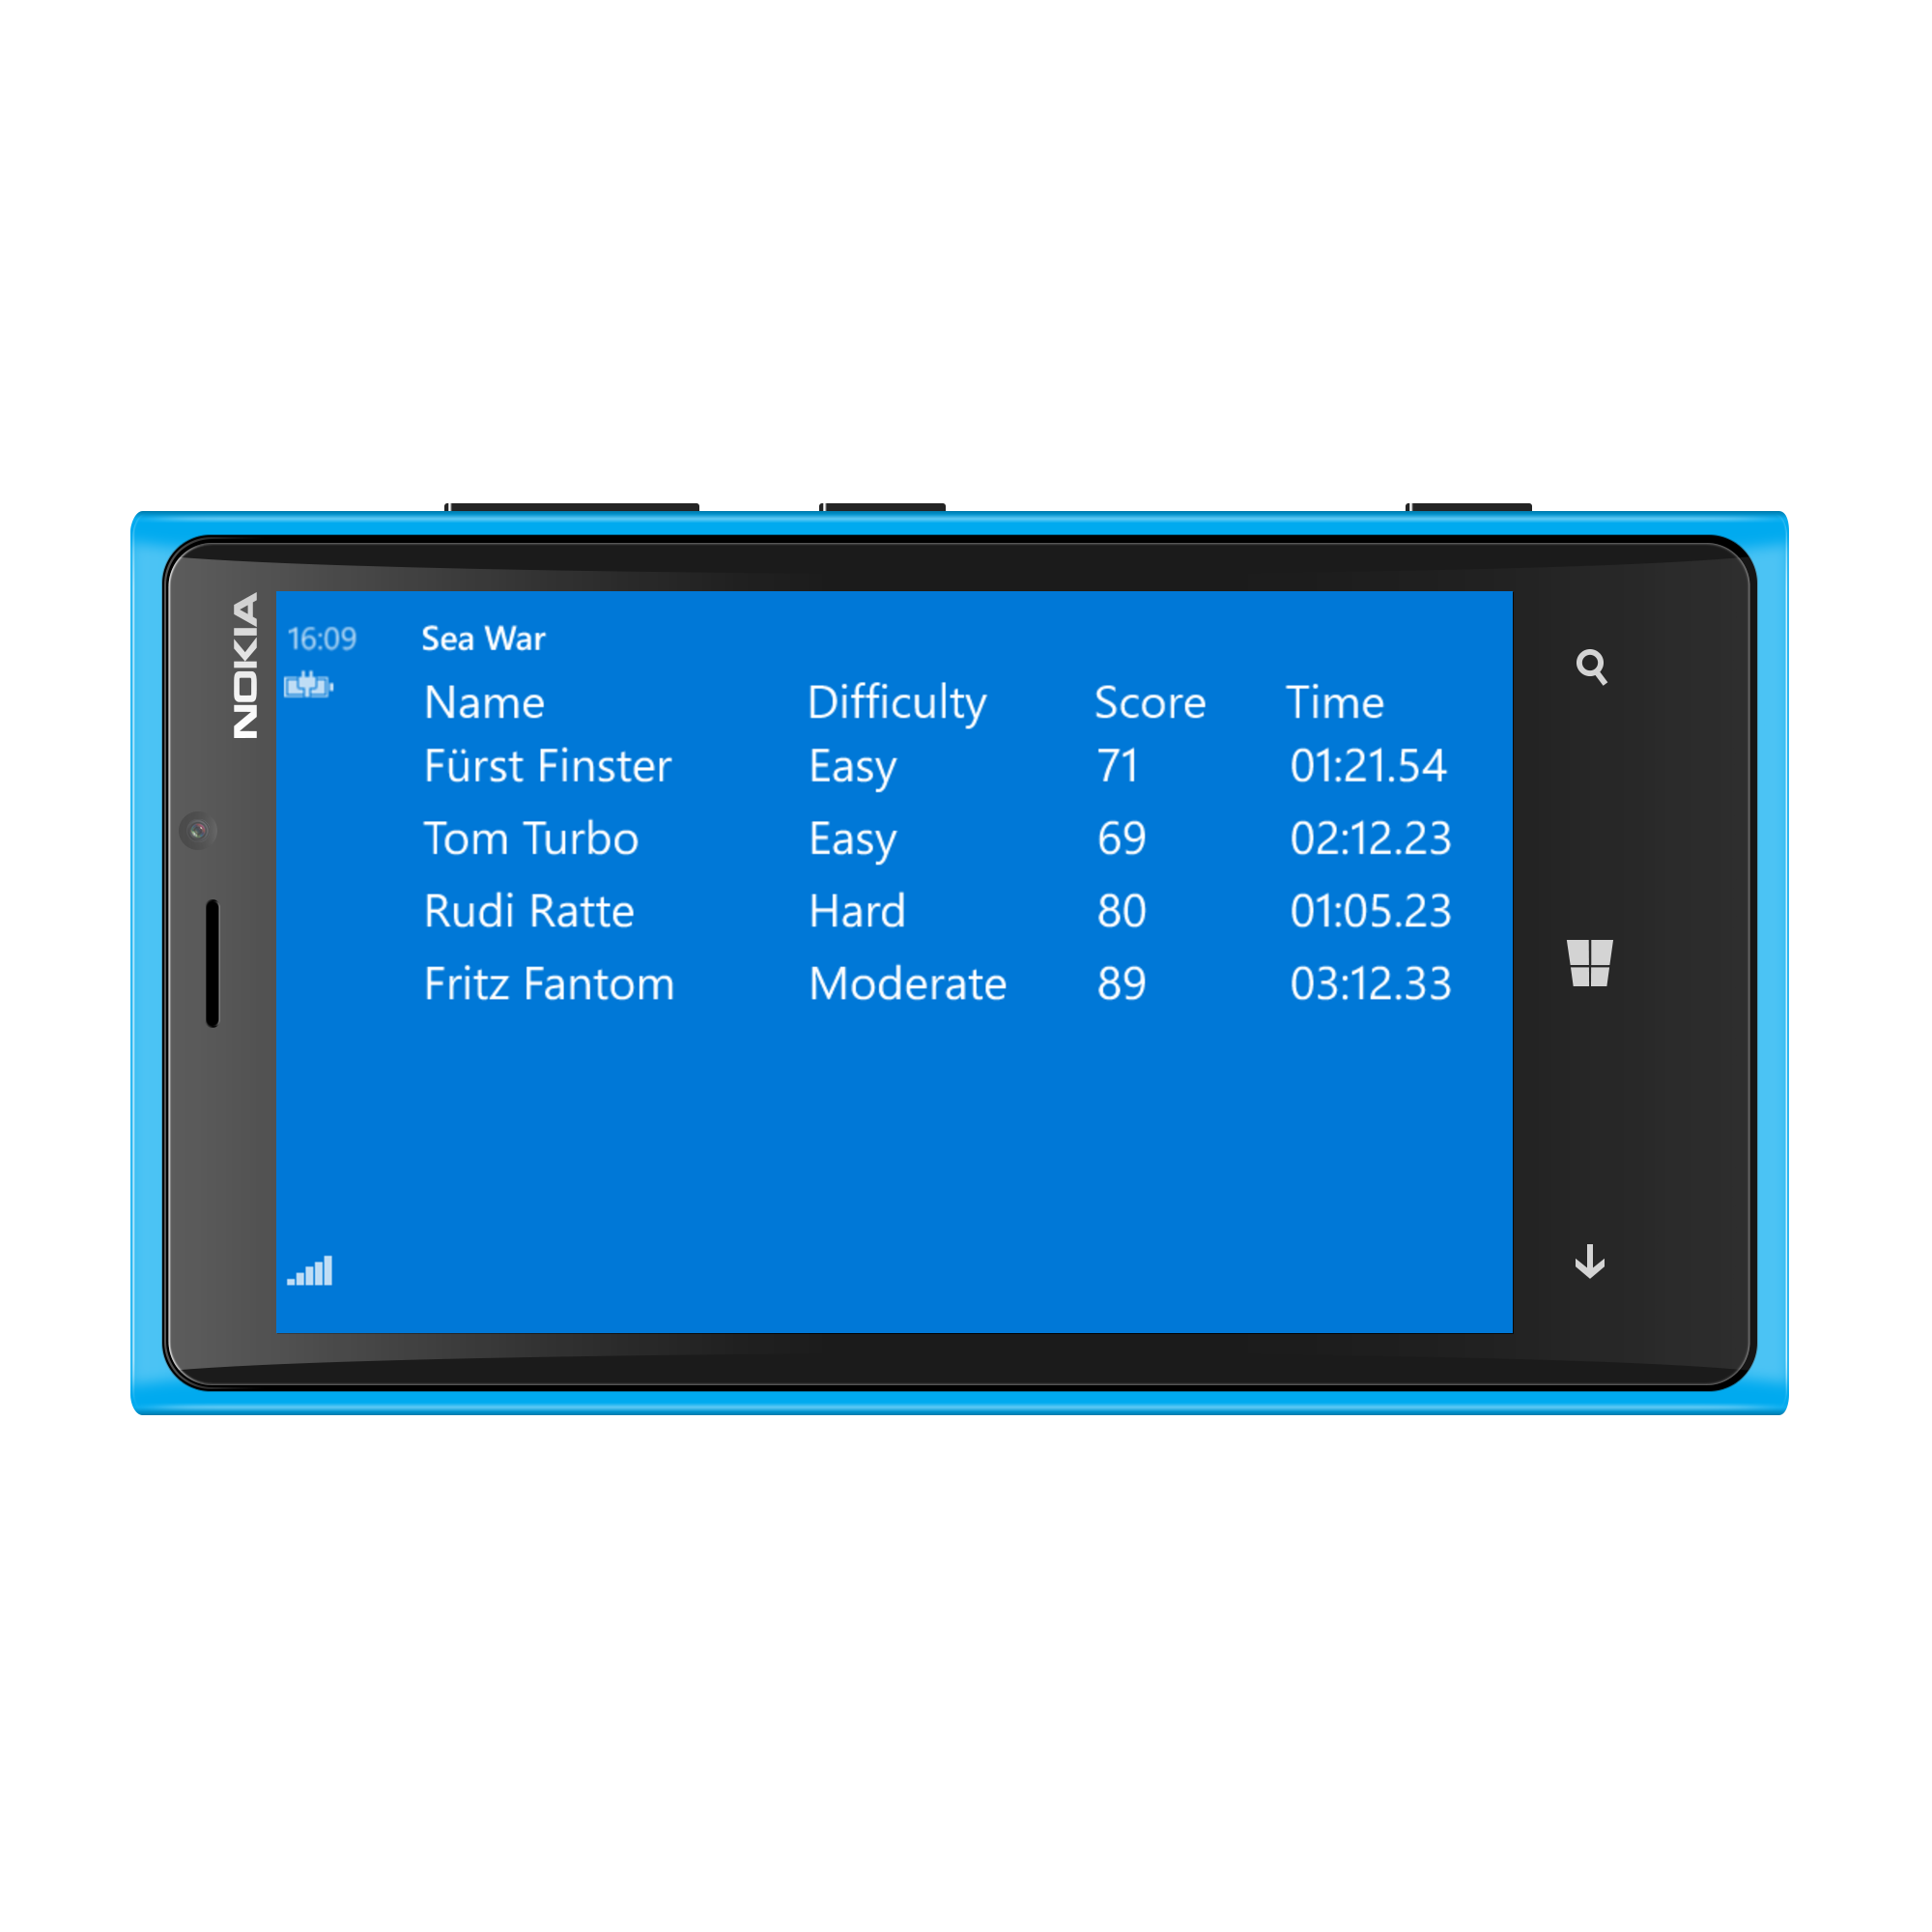 NOKIA
16:09 Sea War
Name Difficulty Score Time
Fürst Finster Easy 71 01:21.54
Tom Turbo Easy 69 02:12.23
Rudi Ratte Hard 80 01:05.23
Fritz Fantom Moderate 89 03:12.33